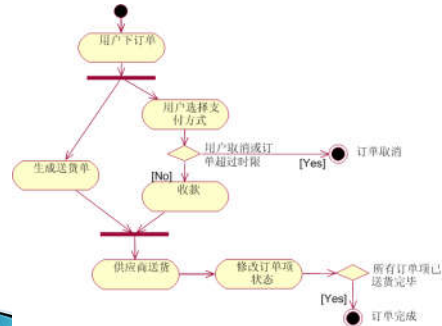 用户下订单
用户选择支
付方式
用户取消或订
单超过时限
[Yes]
订单取消
生成送货单
[No]
收款
供应商送货
修改订单项
状态
所有订单项已
送货完毕
[Yes]
订单完成